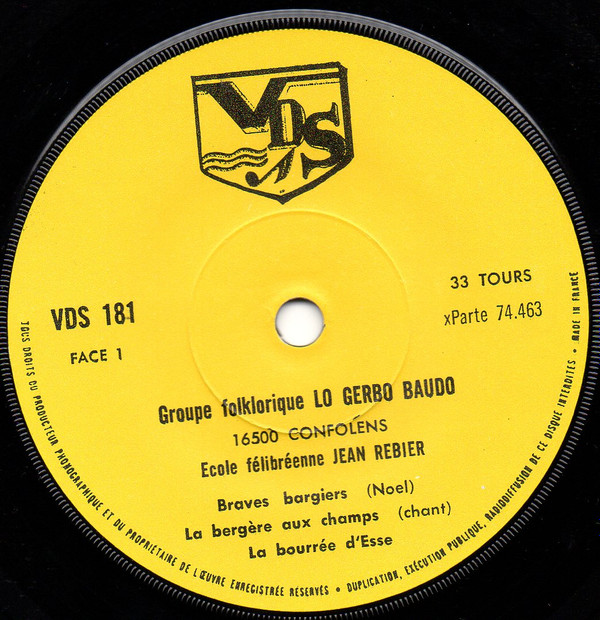 VDS
33 TOURS
VDS 181
xParte 74.463
FACE 1
Groupe folklorique LO GERBO BAUDO
16500 CONFOLENS
Ecole félibréenne JEAN REBIER
Braves bargiers (Noel)
La bergère aux champs (chant)
La bourrée d'Esse
TOUS DROITS DU PRODUCTEUR PHONOGRAPHIQUE ET DU PROPRIÉTAIRE DE L'ŒUVRE ENREGISTRÉE RÉSERVÉS • DUPLICATION, EXÉCUTION PUBLIQUE, RADIODIFFUSION DE CE DISQUE INTERDITES • MADE IN FRANCE